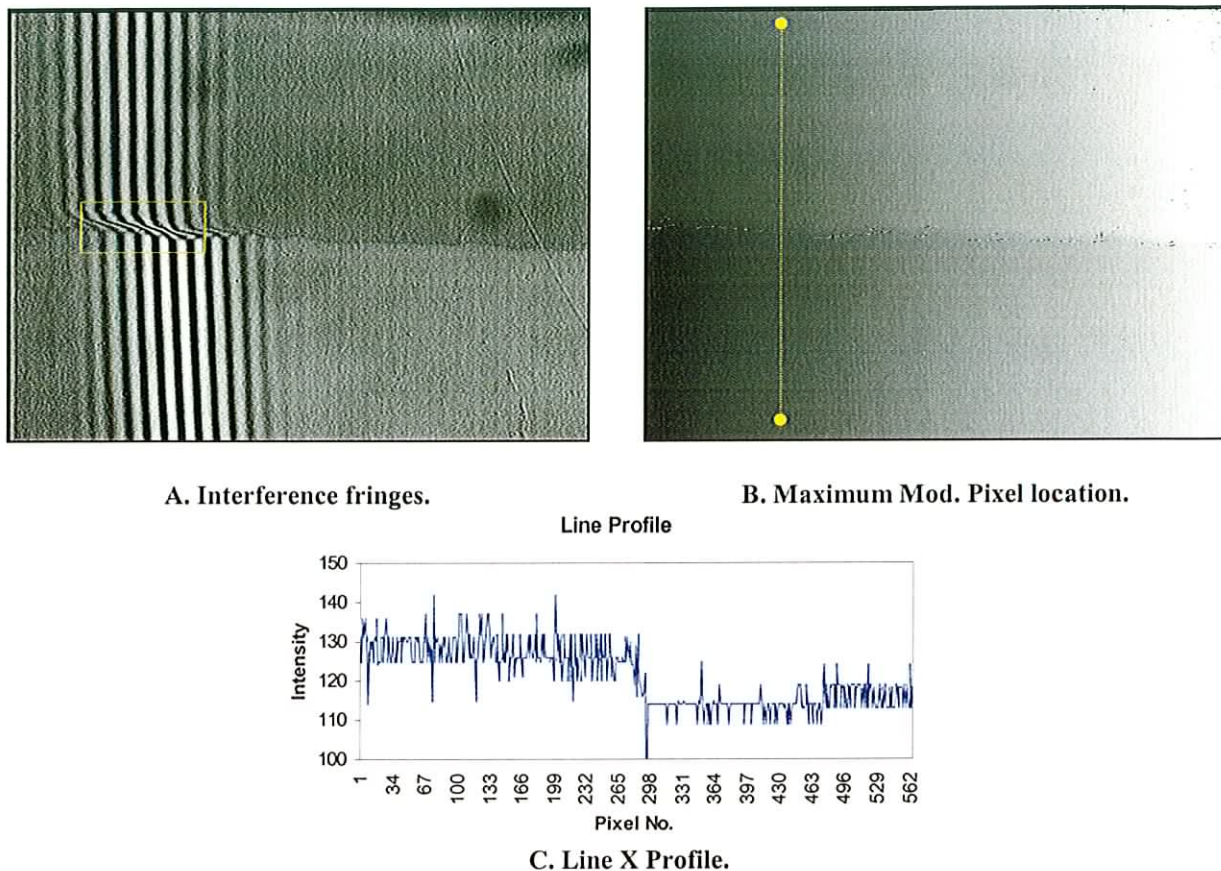 A. Interference fringes.
B. Maximum Mod. Pixel location.
Line Profile
150
140
130
120
110
100
Intensity
1 34 67 100 133 166 199 232 265 298 331 364 397 430 463 496 529 562
Pixel No.
C. Line X Profile.